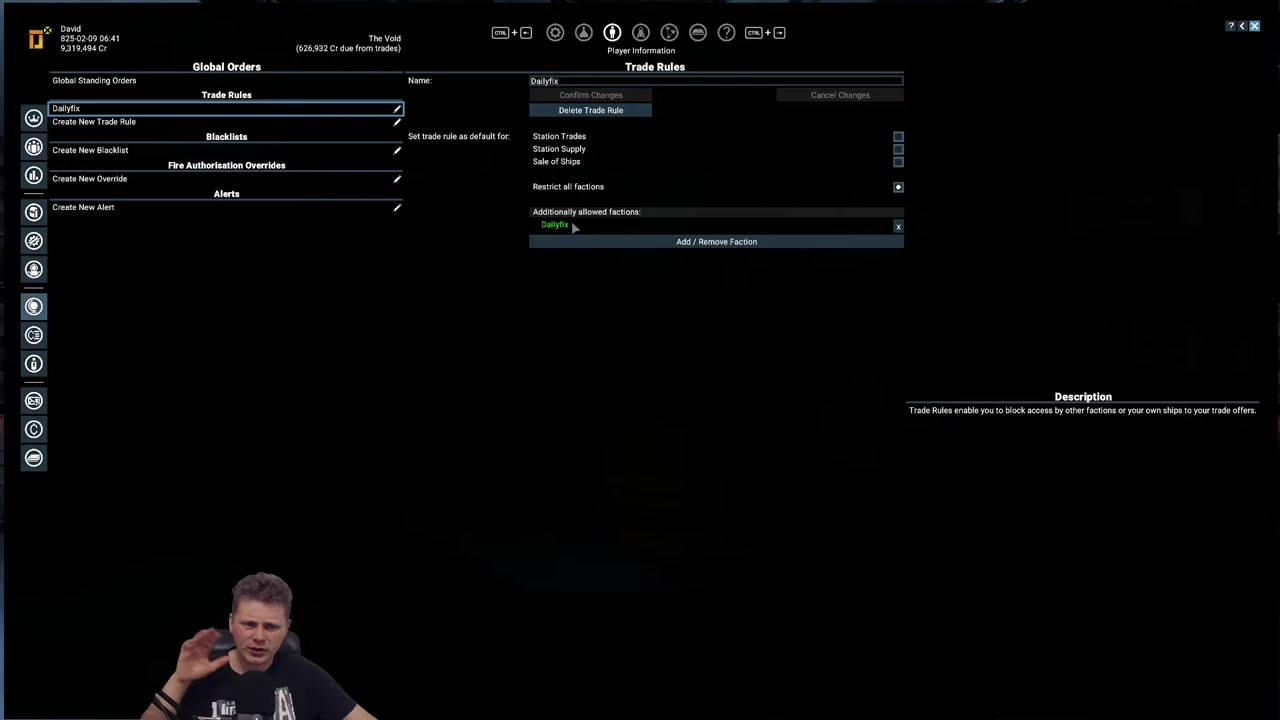 David
825-02-09 06:41
9,319,494 Cr
The Void
(626,932 Cr due from trades)
CTRL + ←
?
CTRL + →
Player Information
Global Orders
Global Standing Orders
Trade Rules
Dailyfix
Create New Trade Rule
Blacklists
Create New Blacklist
Fire Authorisation Overrides
Create New Override
Alerts
Create New Alert
Trade Rules
Name:
Dailyfix
Confirm Changes
Cancel Changes
Delete Trade Rule
Set trade rule as default for:
Station Trades
Station Supply
Sale of Ships
Restrict all factions
Additionally allowed factions:
Dailyfix
x
Add / Remove Faction
Description
Trade Rules enable you to block access by other factions or your own ships to your trade offers.